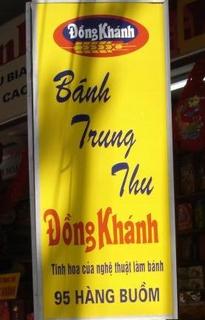 Đồng Khánh
Bánh
Trung
Thu
Đồng Khánh
Tinh hoa của nghệ thuật làm bánh
95 HÀNG BUỒM